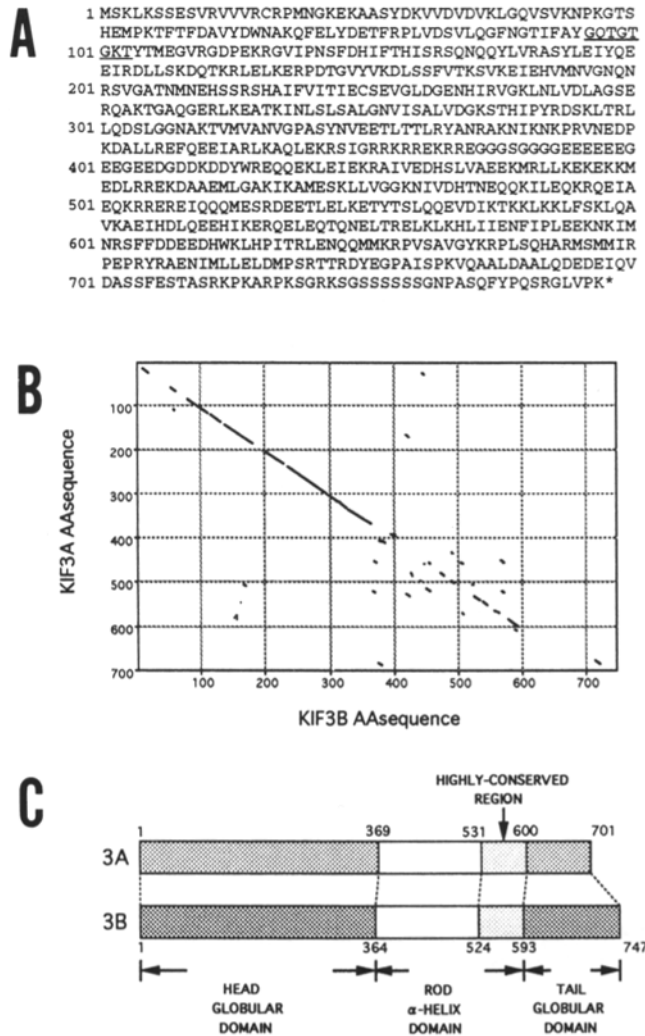 A
1 MSKLKSSESVRVVVRCRPMNGKEKAASYDKVVDVDVKLGQVSVKNPKGTS
HEMPKTFTFDAVYDWNAKQFELYDETFRPLVDSVLQGFNGTIFAYGQTGT
101 GKTYTMEGVRGDPEKRGVIPNSFDHIFTHISRSQNQQYLVRASYLEIYQE
EIRDLLSKDQTKRLELKERPDTGVYVKDLSSFVTKSVKEIEHVMNVGNQN
201 RSVGATNMNEHSSRSHAIFVITIECSEVGLDGENHIRVGKLNLVDLAGSE
RQAKTGAQGERLKEATKINLSLSALGNVISALVDGKSTHIPYRDSKLTRL
301 LQDSLGGNAKTVMVANVGPASYNVEETLTTLRYANRAKNIKNKPRVNEDP
KDALLREFQEEIARLKAQLEKRSIGRRKRREKRREGGGSGGGGEEEEEEG
401 EEGEEDGDDKDDYWREQQEKLEIEKRAIVEDHSLVAEEKMRLLKEKEKKM
EDLRREKDAAEMLGAKIKAMESKLLVGGKNIVDHTNEQQKILEQKRQEIA
501 EQKRREREIQQQMESRDEETLELKETYTSLQQEVDIKTKKLKKLFSKLQA
VKAEIHDLQEEHIKERQELEQTQNELTRELKLKHLIIENFIPLEEKNKIM
601 NRSFFDDEEDHWKLHPITRLENQQMMKRPVSAVGYKRPLSQHARMSMMIR
PEPRYRAENIMLLELDMPSRTTRDYEGPAISPKVQAALDAALQDEDEIQV
701 DASSFESTASRKPKARPKSGRKSGSSSSSSGNPASQFYPQSRGLVPK*
B
KIF3A AAsequence
100
200
300
400
500
600
700
100 200 300 400 500 600 700
KIF3B AAsequence
C
HIGHLY-CONSERVED
REGION
1 369 531 600 701
3A
3B
1 364 524 593 747
HEAD
GLOBULAR
DOMAIN
ROD
α-HELIX
DOMAIN
TAIL
GLOBULAR
DOMAIN